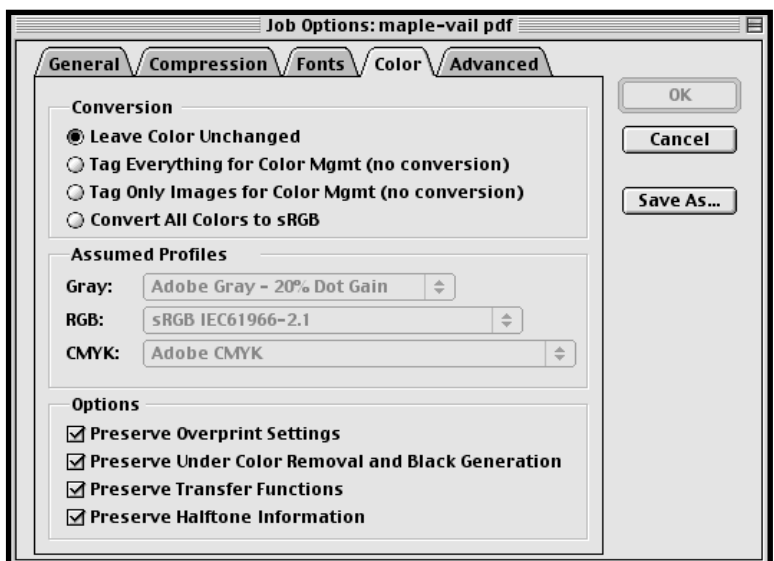 Job Options: maple-vail pdf
General Compression Fonts Color Advanced
Conversion
Leave Color Unchanged
Tag Everything for Color Mgmt (no conversion)
Tag Only Images for Color Mgmt (no conversion)
Convert All Colors to sRGB
Assumed Profiles
Gray: Adobe Gray - 20% Dot Gain
RGB: sRGB IEC61966-2.1
CMYK: Adobe CMYK
Options
Preserve Overprint Settings
Preserve Under Color Removal and Black Generation
Preserve Transfer Functions
Preserve Halftone Information
OK
Cancel
Save As...